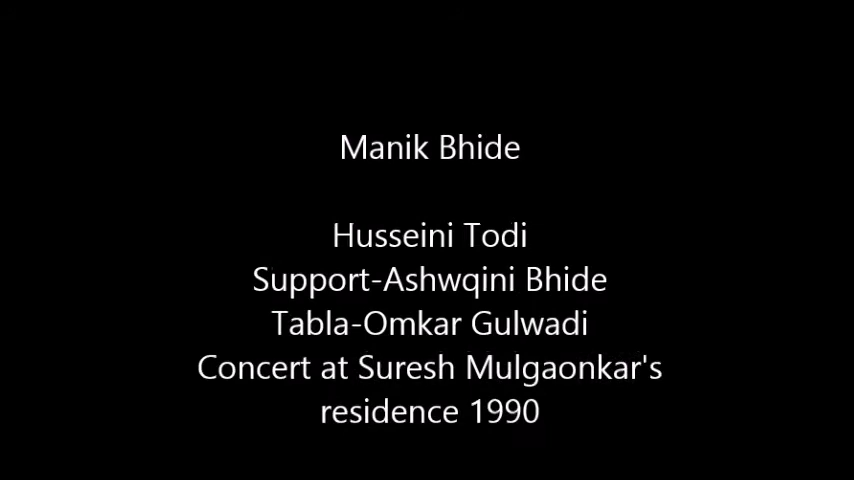 Manik Bhide
Husseini Todi
Support-Ashwqini Bhide
Tabla-Omkar Gulwadi
Concert at Suresh Mulgaonkar's
residence 1990